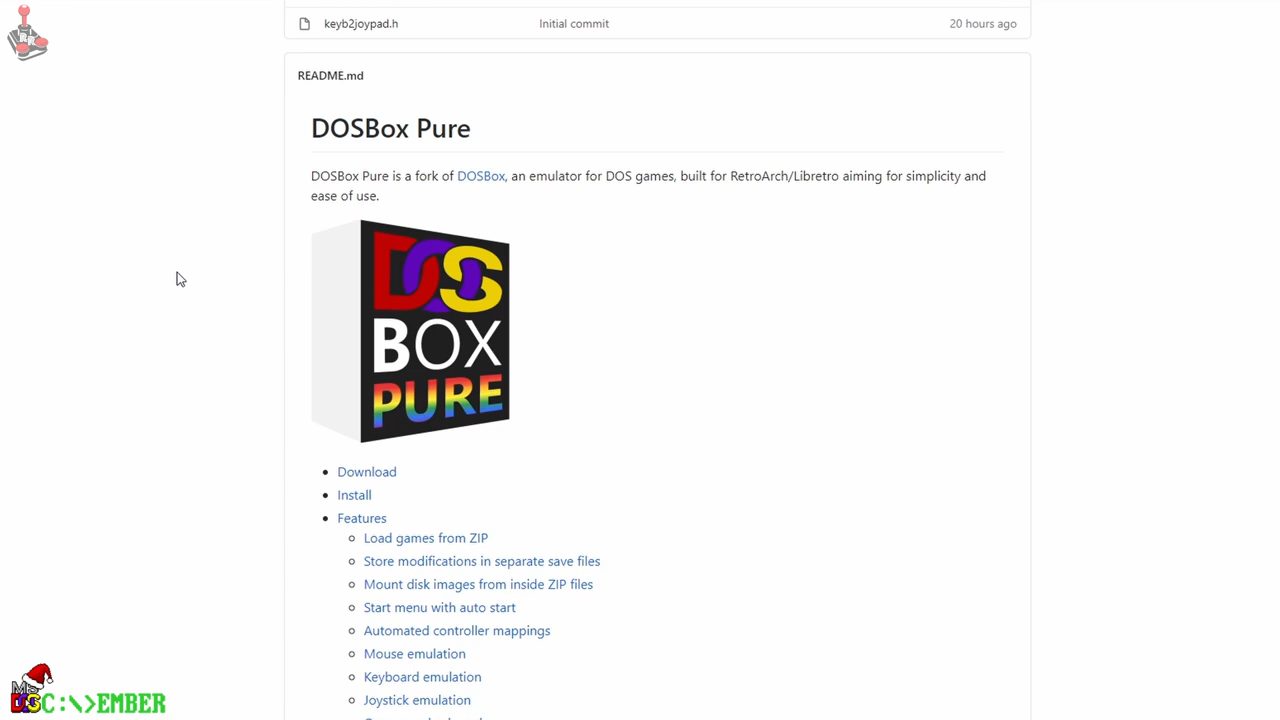 keyb2joypad.h Initial commit 20 hours ago
README.md
DOSBox Pure
DOSBox Pure is a fork of DOSBox, an emulator for DOS games, built for RetroArch/Libretro aiming for simplicity and
ease of use.
DOS
BOX
PURE
Download
Install
Features
Load games from ZIP
Store modifications in separate save files
Mount disk images from inside ZIP files
Start menu with auto start
Automated controller mappings
Mouse emulation
Keyboard emulation
Joystick emulation
MS
DOSC:\>EMBER